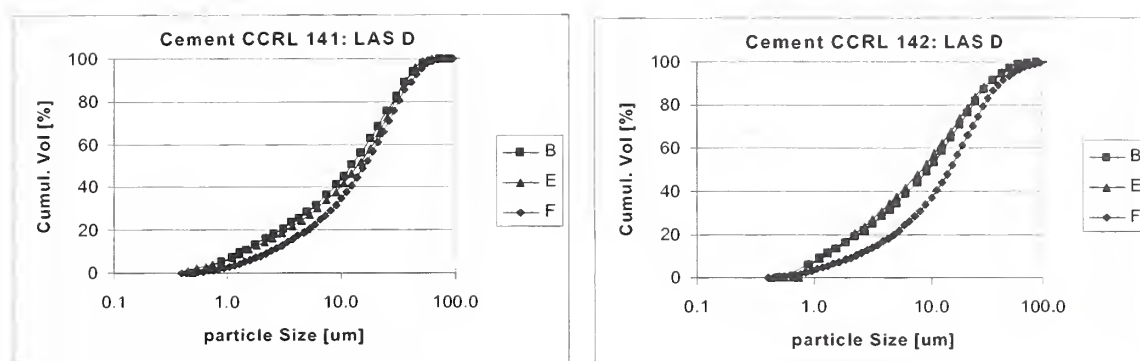 Cement CCRL 141: LAS D
Cumul. Vol [%]
100
80
60
40
20
0
0.1 1.0 10.0 100.0
particle Size [um]
B
E
F
Cement CCRL 142: LAS D
Cumul. Vol [%]
100
80
60
40
20
0
0.1 1.0 10.0 100.0
particle Size [um]
B
E
F